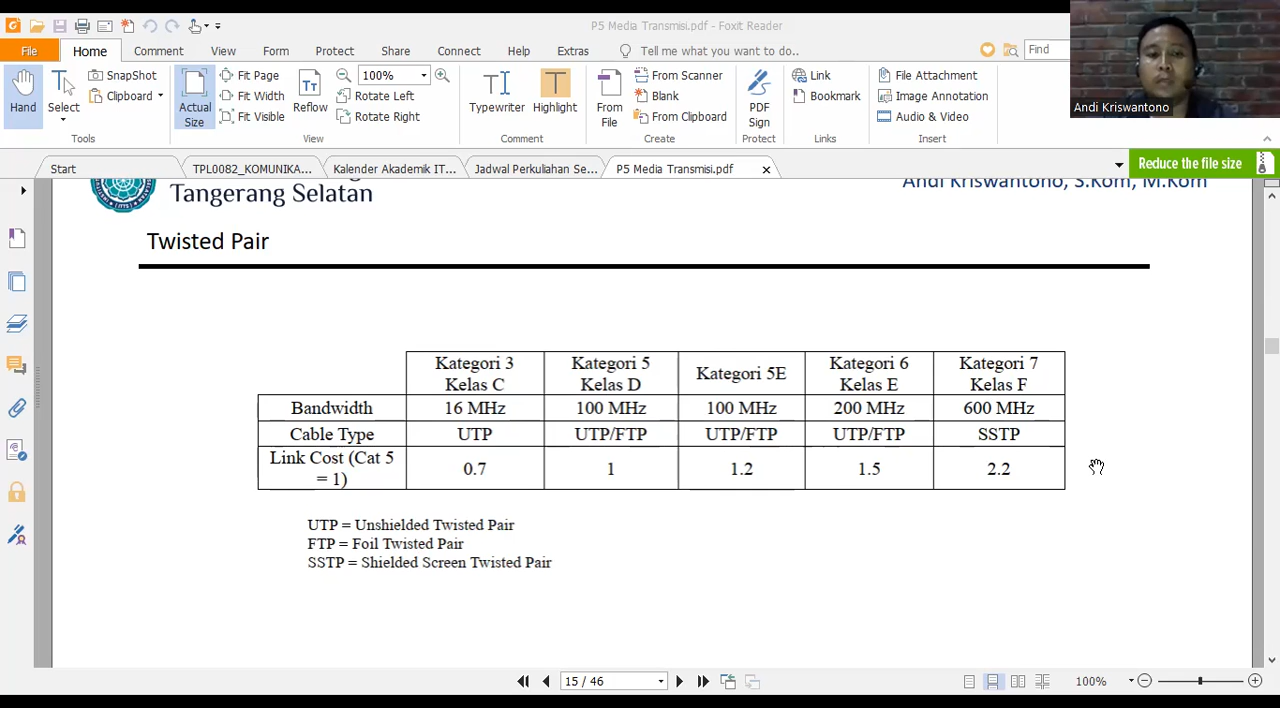 P5 Media Transmisi.pdf - Foxit Reader
File Home Comment View Form Protect Share Connect Help Extras Tell me what you want to do.. Find
Hand
Select
SnapShot
Clipboard
Tools
Actual
Size
Fit Page
Fit Width
Fit Visible
Reflow
100%
Rotate Left
Rotate Right
View
Typewriter
Highlight
Comment
From
File
From Scanner
Blank
From Clipboard
Create
PDF
Sign
Protect
Link
Bookmark
Links
File Attachment
Image Annotation
Audio & Video
Insert
Andi Kriswantono
Start TPL0082_KOMUNIKA... Kalender Akademik IT... Jadwal Perkuliahan Se... P5 Media Transmisi.pdf
Reduce the file size
Tangerang Selatan
Andi Kriswantono, S.Kom, M.Kom
Twisted Pair
Kategori 3 Kategori 5 Kategori 5E Kategori 6 Kategori 7
Kelas C Kelas D Kelas E Kelas F
Bandwidth 16 MHz 100 MHz 100 MHz 200 MHz 600 MHz
Cable Type UTP UTP/FTP UTP/FTP UTP/FTP SSTP
Link Cost (Cat 5
= 1) 0.7 1 1.2 1.5 2.2
UTP = Unshielded Twisted Pair
FTP = Foil Twisted Pair
SSTP = Shielded Screen Twisted Pair
15 / 46
100%